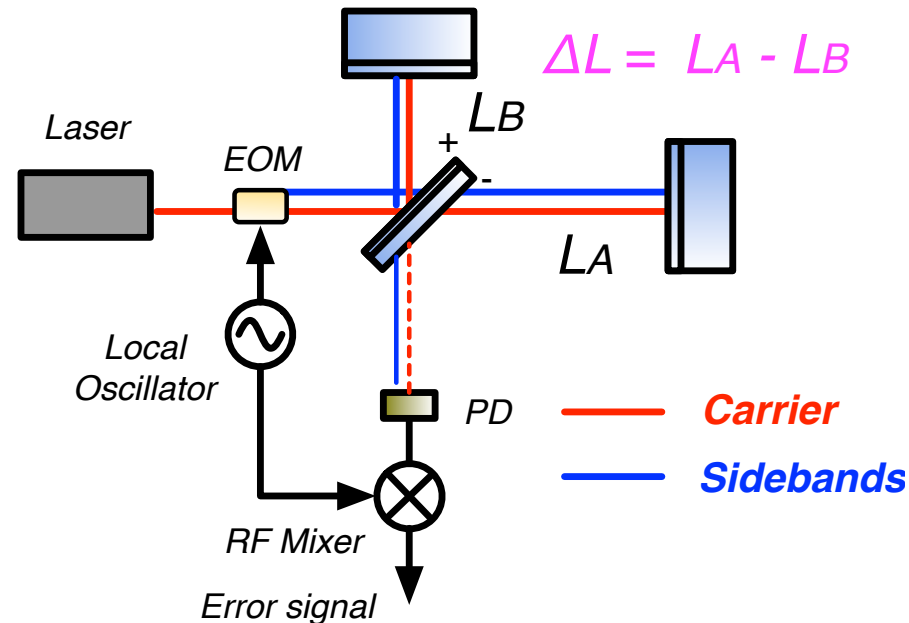 ΔL = LA - LB
Laser
EOM
LB
+
-
LA
Local
Oscillator
PD
Carrier
Sidebands
RF Mixer
Error signal